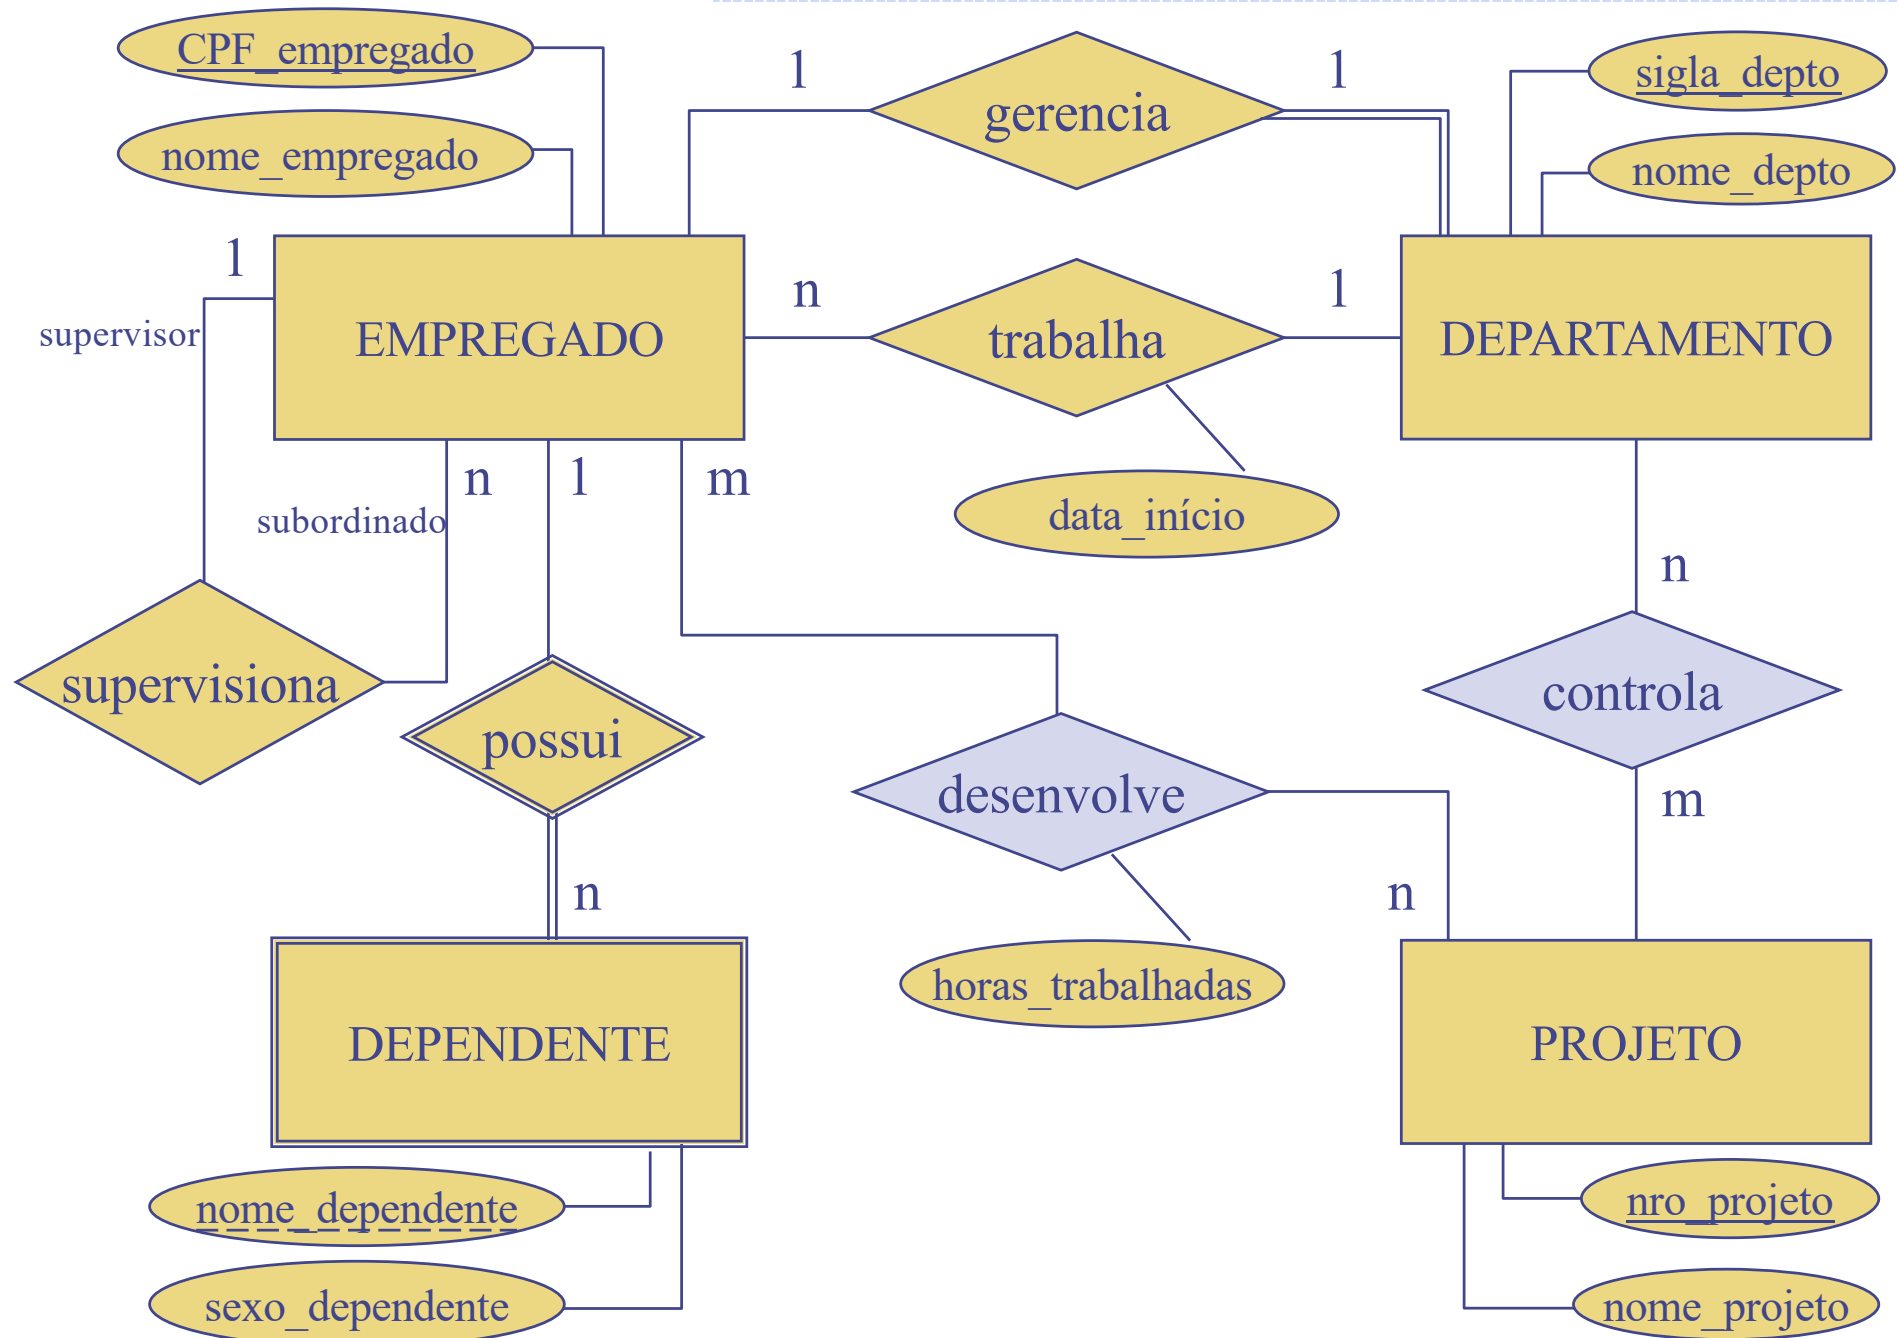 CPF_empregado
nome_empregado
1
gerencia
1
sigla_depto
nome_depto
1
supervisor
EMPREGADO
n
trabalha
1
DEPARTAMENTO
data_início
n
subordinado
1
m
supervisiona
possui
n
controla
m
desenvolve
n
horas_trabalhadas
n
DEPENDENTE
PROJETO
nome_dependente
sexo_dependente
nro_projeto
nome_projeto